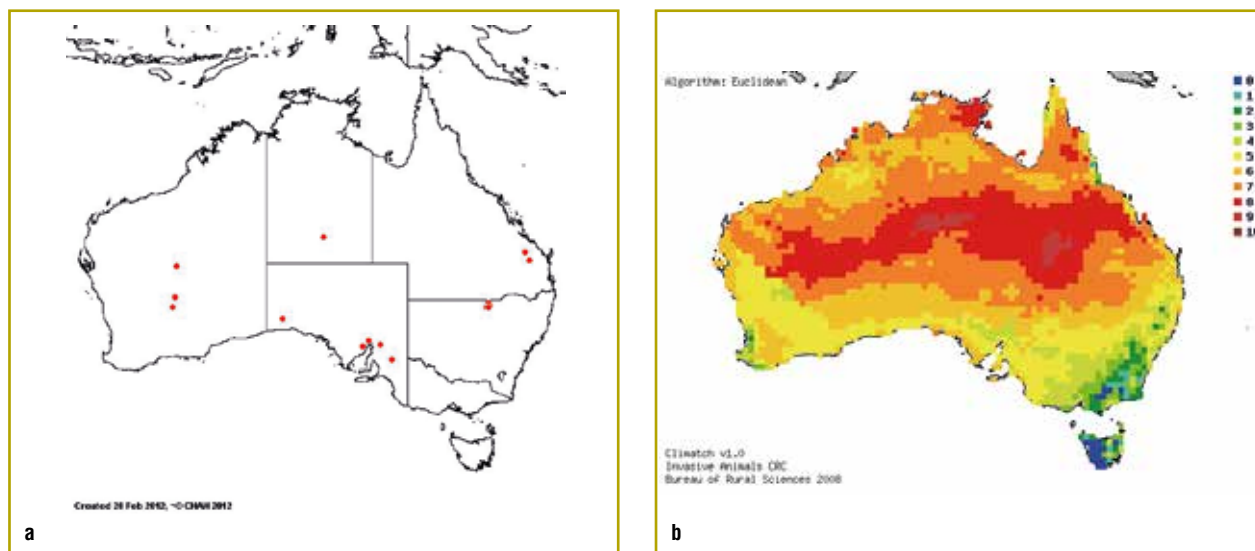 Created 28 Feb 2012, ~© CHAH 2012
a
Algorithm: Euclidean
0
1
2
3
4
5
6
7
8
9
10
Climatch v1.0
Invasive Animals CRC
Bureau of Rural Sciences 2008
b